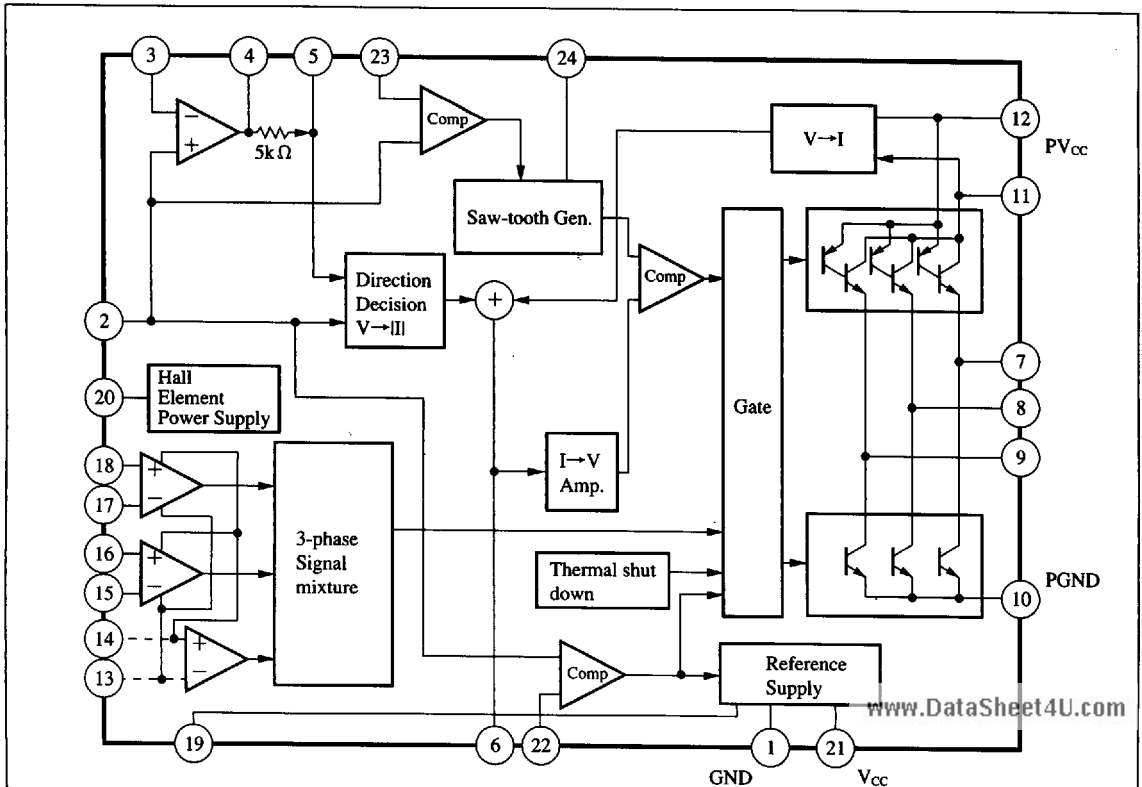 3 4 5 23 24
12
PVCC
11
− +
5k Ω
Comp
V→I
Saw-tooth Gen.
Comp
Direction
Decision
V→|I|
+
2
20
Hall
Element
Power Supply
7
8
9
Gate
18
17
+ −
I→V
Amp.
16
15
+ −
3-phase
Signal
mixture
Thermal shut
down
PGND
10
14
13
+ −
Comp
Reference
Supply
www.DataSheet4U.com
19 6 22 1 21
GND VCC